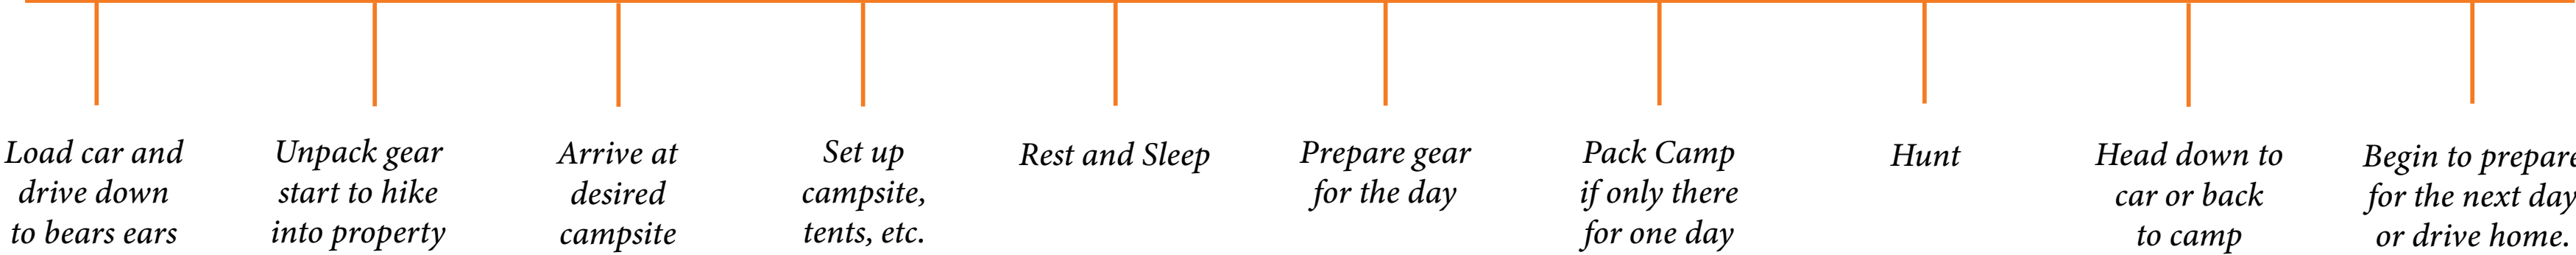 Load car and
drive down
to bears ears
Unpack gear
start to hike
into property
Arrive at
desired
campsite
Set up
campsite,
tents, etc.
Rest and Sleep
Prepare gear
for the day
Pack Camp
if only there
for one day
Hunt
Head down to
car or back
to camp
Begin to prepare
for the next day
or drive home.